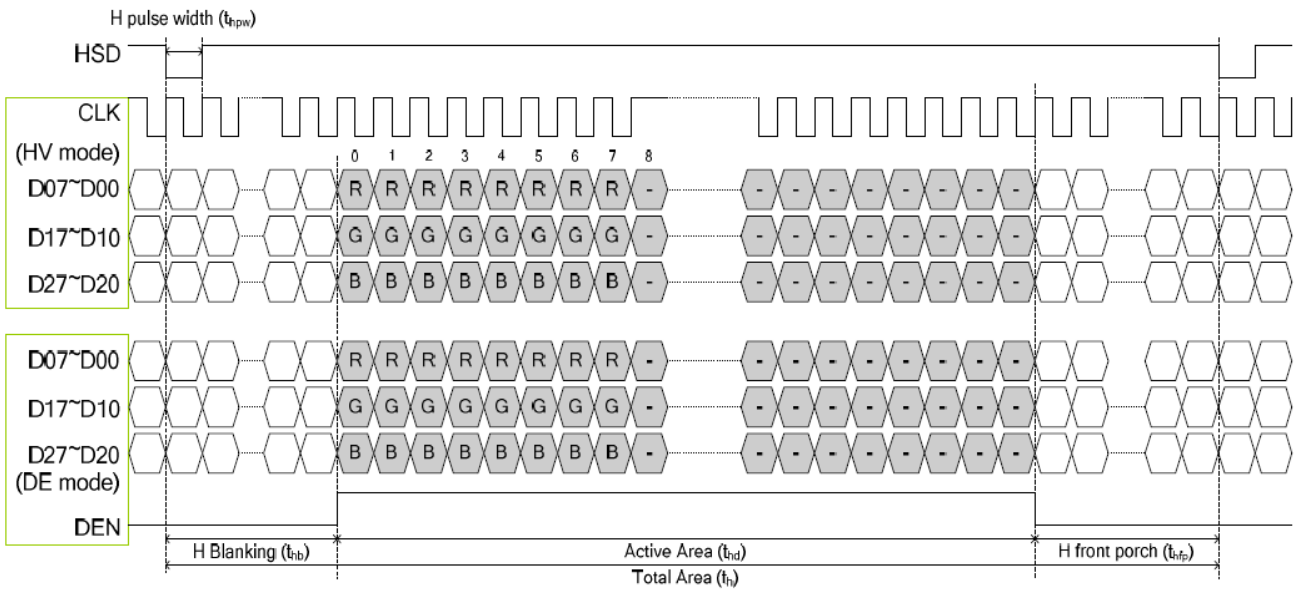 H pulse width (thpw)
HSD
CLK
(HV mode)
0 1 2 3 4 5 6 7 8
D07~D00 R R R R R R R R - - - - - - - - -
D17~D10 G G G G G G G G - - - - - - - - -
D27~D20 B B B B B B B B - - - - - - - - -
D07~D00 R R R R R R R R - - - - - - - - -
D17~D10 G G G G G G G G - - - - - - - - -
D27~D20 B B B B B B B B - - - - - - - - -
(DE mode)
DEN
H Blanking (thb) Active Area (thd) H front porch (thfp)
Total Area (th)